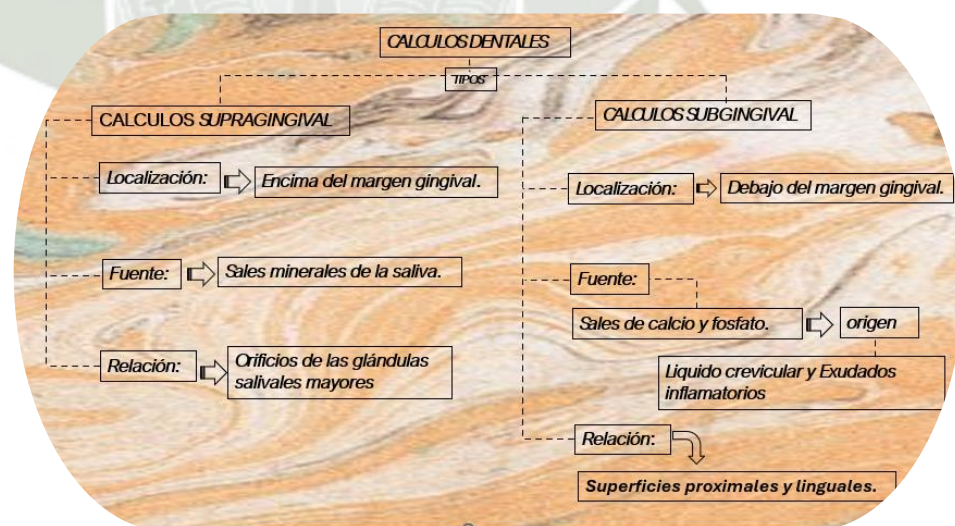 CALCULOS DENTALES
TIPOS
CALCULOS SUPRAGINGIVAL
Localización:
Encima del margen gingival.
Fuente:
Sales minerales de la saliva.
Relación:
Orificios de las glándulas
salivales mayores
CALCULOS SUBGINGIVAL
Localización:
Debajo del margen gingival.
Fuente:
Sales de calcio y fosfato.
origen
Liquido crevicular y Exudados
inflamatorios
Relación:
Superficies proximales y linguales.